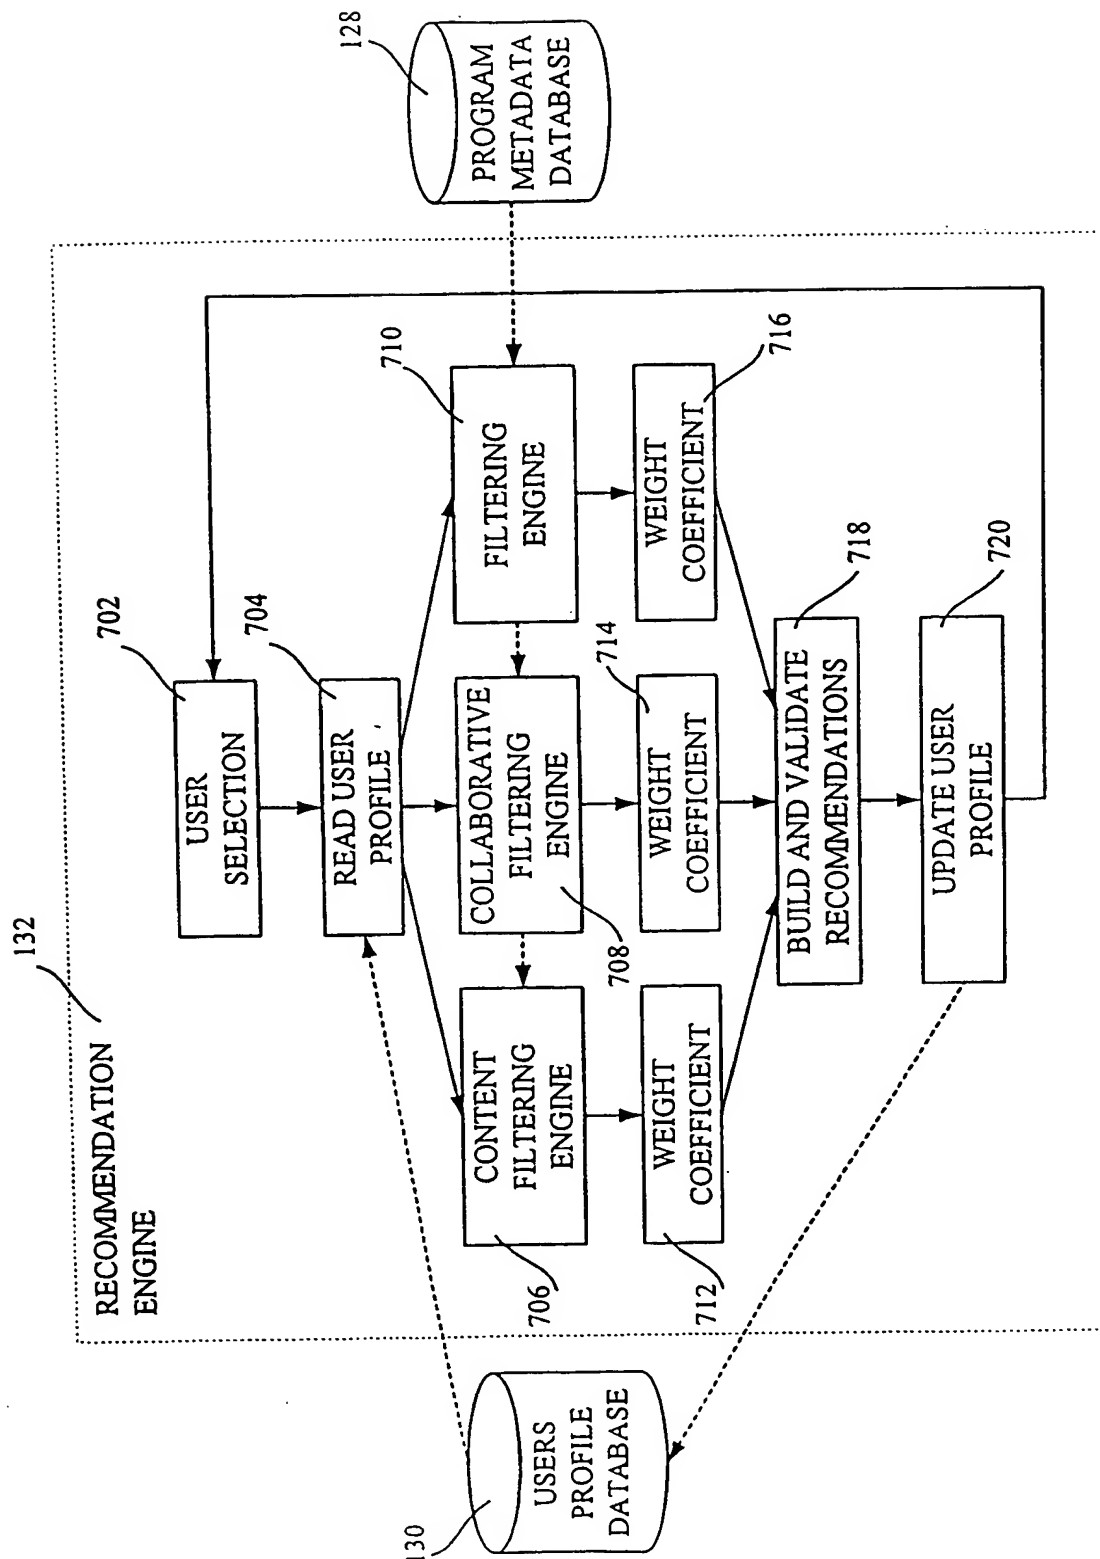 RECOMMENDATION
ENGINE
132
USER
SELECTION
702
READ USER
PROFILE
704
CONTENT
FILTERING
ENGINE
706
COLLABORATIVE
FILTERING
ENGINE
708
FILTERING
ENGINE
710
WEIGHT
COEFFICIENT
712
WEIGHT
COEFFICIENT
714
WEIGHT
COEFFICIENT
716
BUILD AND VALIDATE
RECOMMENDATIONS
718
UPDATE USER
PROFILE
720
USERS
PROFILE
DATABASE
130
PROGRAM
METADATA
DATABASE
128